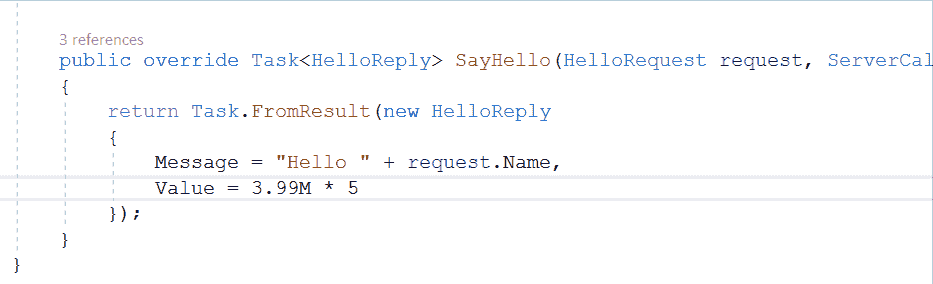 3 references
public override Task<HelloReply> SayHello(HelloRequest request, ServerCal
{
return Task.FromResult(new HelloReply
{
Message = "Hello " + request.Name,
Value = 3.99M * 5
});
}
}